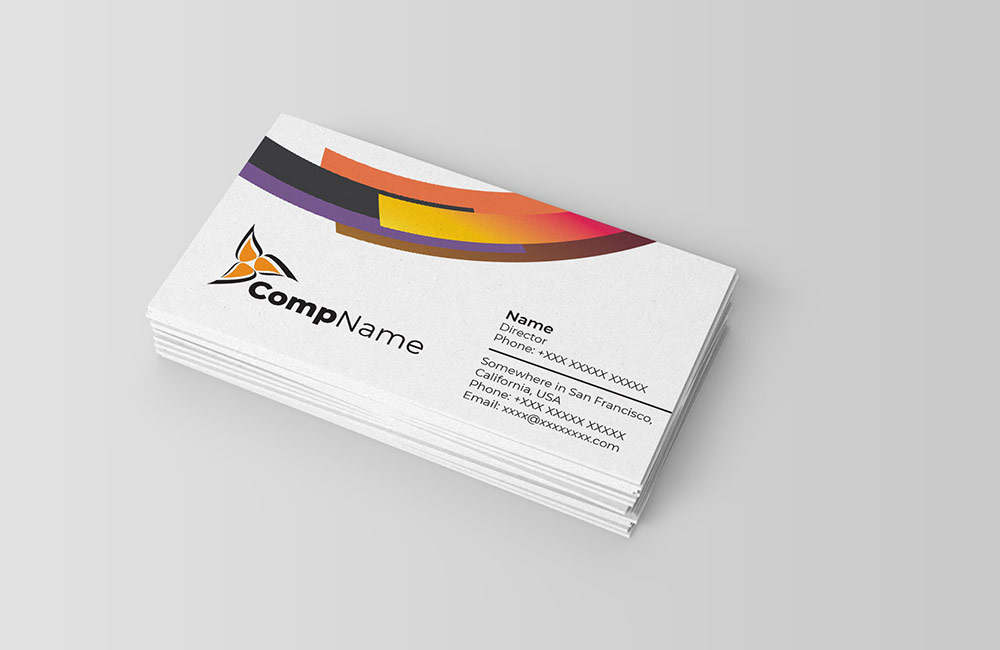 CompName
Name
Director
Phone: +XXX XXXXX XXXXX
Somewhere in San Francisco,
California, USA
Phone: +XXX XXXXX XXXXX
Email: xxxx@xxxxxxxx.com